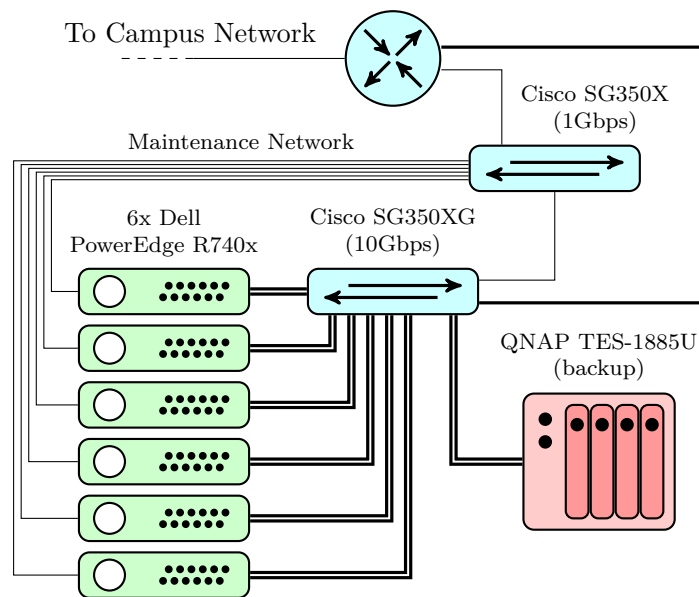 To Campus Network
Cisco SG350X
(1Gbps)
Maintenance Network
6x Dell
PowerEdge R740x
Cisco SG350XG
(10Gbps)
QNAP TES-1885U
(backup)